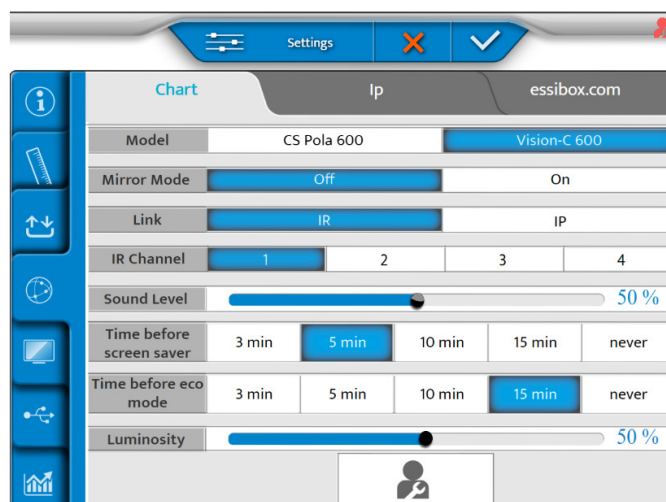 Settings
Chart Ip essibox.com
Model CS Pola 600 Vision-C 600
Mirror Mode Off On
Link IR IP
IR Channel 1 2 3 4
Sound Level 50 %
Time before
screen saver 3 min 5 min 10 min 15 min never
Time before eco
mode 3 min 5 min 10 min 15 min never
Luminosity 50 %